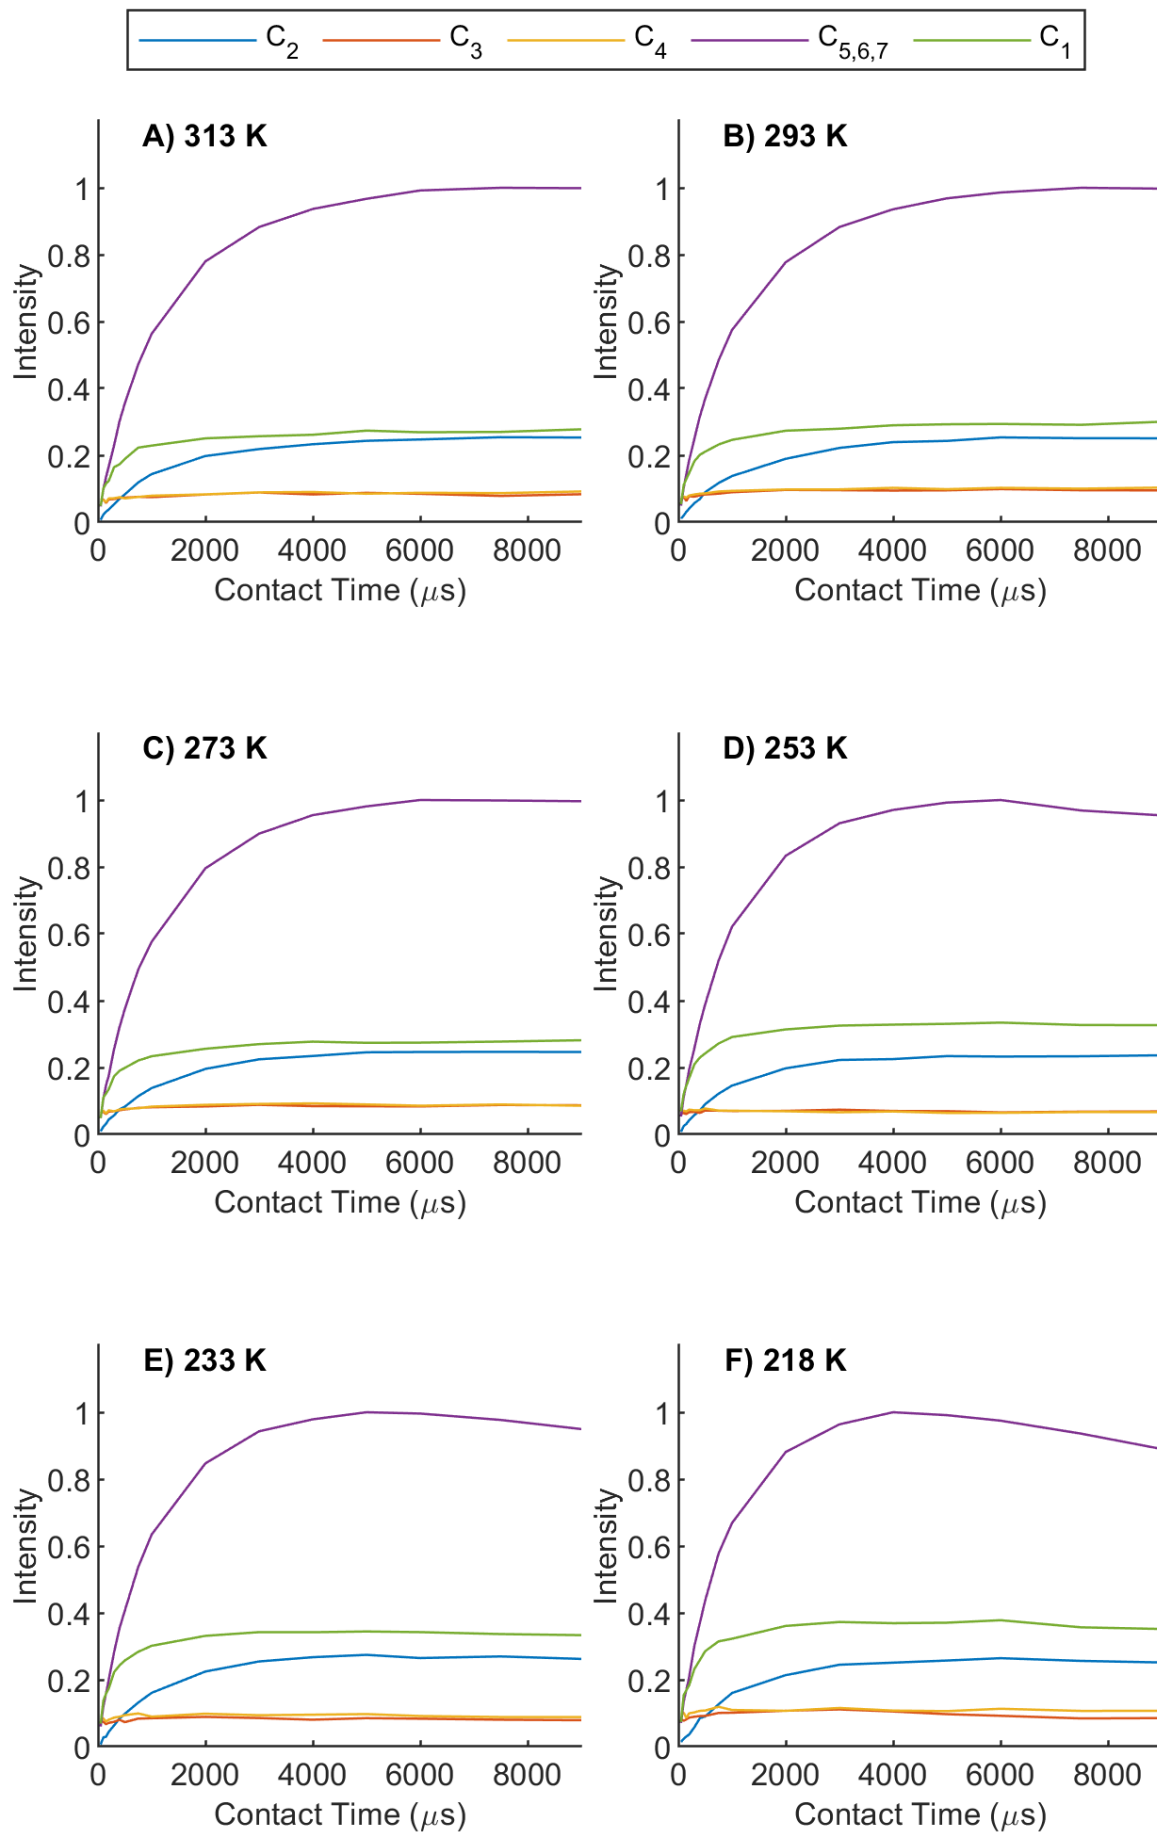 C2 C3 C4 C5,6,7 C1
A) 313 K
Intensity
1
0.8
0.6
0.4
0.2
0
0 2000 4000 6000 8000
Contact Time (μs)
B) 293 K
Intensity
1
0.8
0.6
0.4
0.2
0
0 2000 4000 6000 8000
Contact Time (μs)
C) 273 K
Intensity
1
0.8
0.6
0.4
0.2
0
0 2000 4000 6000 8000
Contact Time (μs)
D) 253 K
Intensity
1
0.8
0.6
0.4
0.2
0
0 2000 4000 6000 8000
Contact Time (μs)
E) 233 K
Intensity
1
0.8
0.6
0.4
0.2
0
0 2000 4000 6000 8000
Contact Time (μs)
F) 218 K
Intensity
1
0.8
0.6
0.4
0.2
0
0 2000 4000 6000 8000
Contact Time (μs)